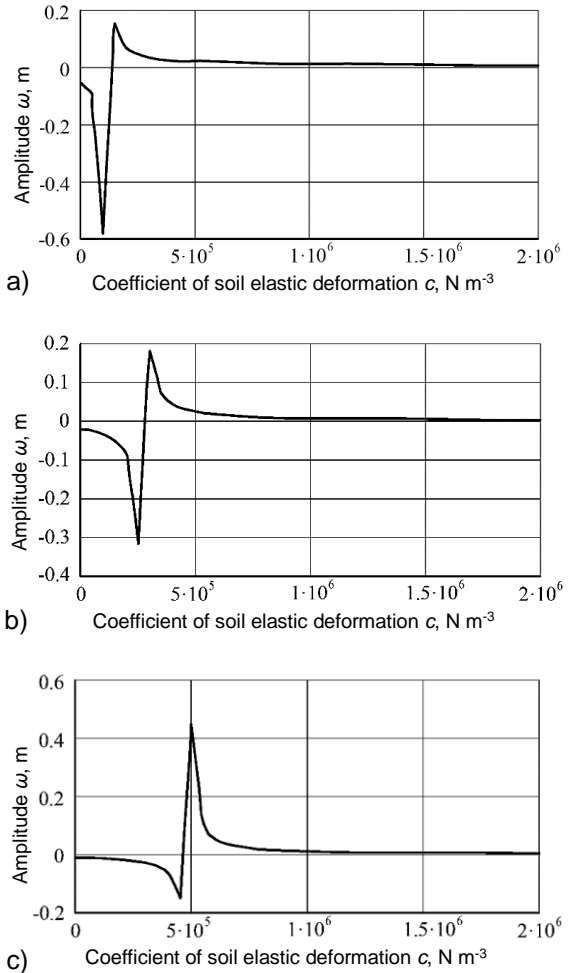 0.2
0
-0.2
-0.4
-0.6
Amplitude ω, m
0 5·10⁵ 1·10⁶ 1.5·10⁶ 2·10⁶
a) Coefficient of soil elastic deformation c, N m⁻³
0.2
0.1
0
-0.1
-0.2
-0.3
-0.4
Amplitude ω, m
0 5·10⁵ 1·10⁶ 1.5·10⁶ 2·10⁶
b) Coefficient of soil elastic deformation c, N m⁻³
0.6
0.4
0.2
0
-0.2
Amplitude ω, m
0 5·10⁵ 1·10⁶ 1.5·10⁶ 2·10⁶
c) Coefficient of soil elastic deformation c, N m⁻³